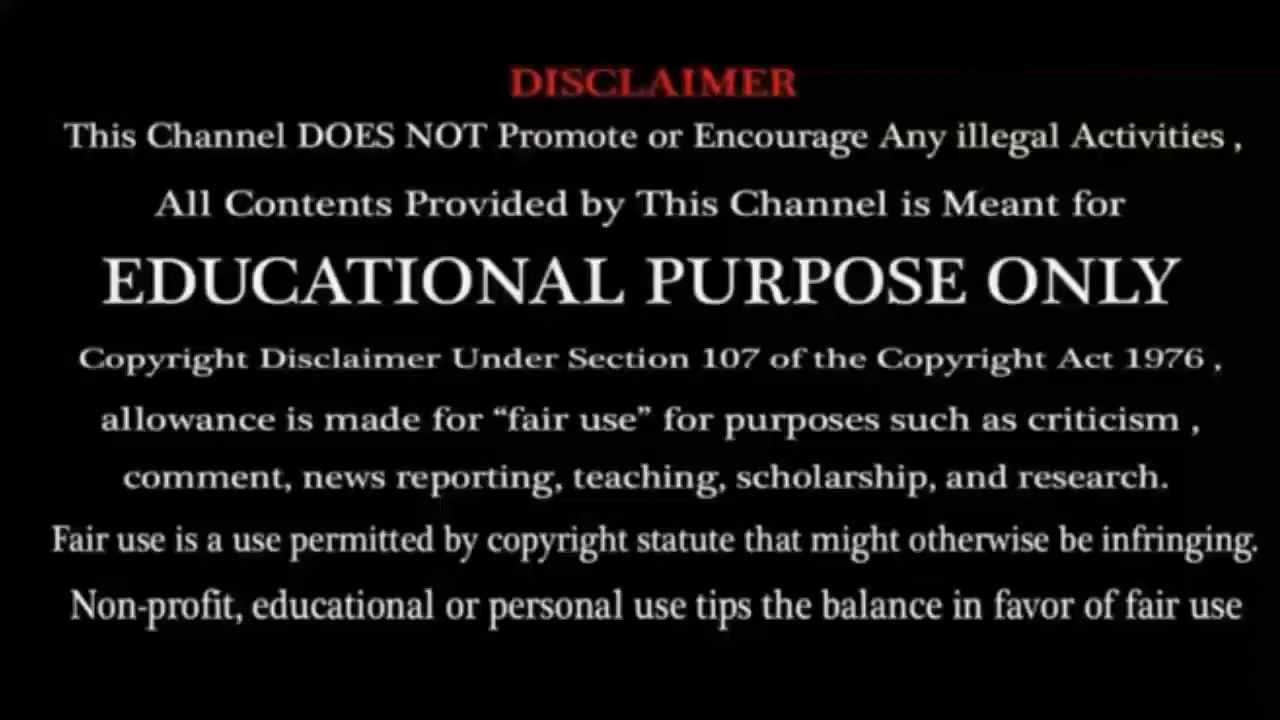 DISCLAIMER
This Channel DOES NOT Promote or Encourage Any illegal Activities ,
All Contents Provided by This Channel is Meant for
EDUCATIONAL PURPOSE ONLY
Copyright Disclaimer Under Section 107 of the Copyright Act 1976 ,
allowance is made for “fair use” for purposes such as criticism ,
comment, news reporting, teaching, scholarship, and research.
Fair use is a use permitted by copyright statute that might otherwise be infringing.
Non-profit, educational or personal use tips the balance in favor of fair use